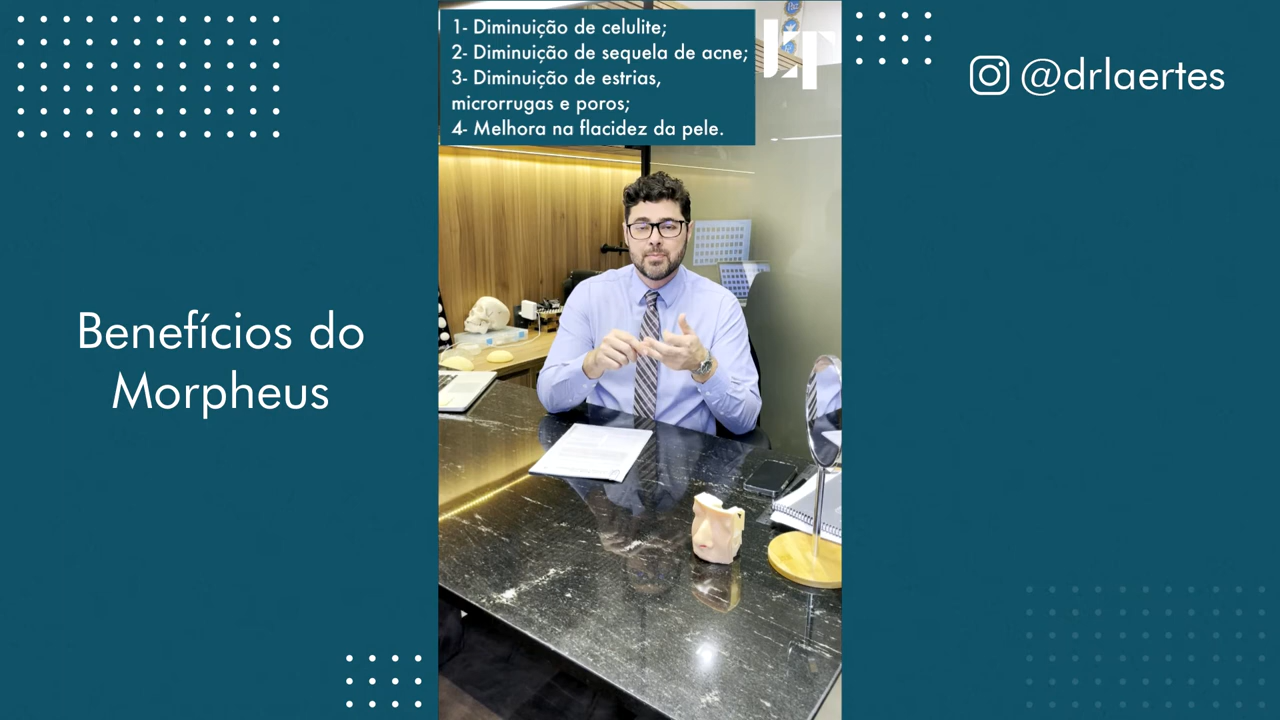 1- Diminuição de celulite;
2- Diminuição de sequela de acne;
3- Diminuição de estrias,
microrrugas e poros;
4- Melhora na flacidez da pele.
@drlaertes
Benefícios do
Morpheus